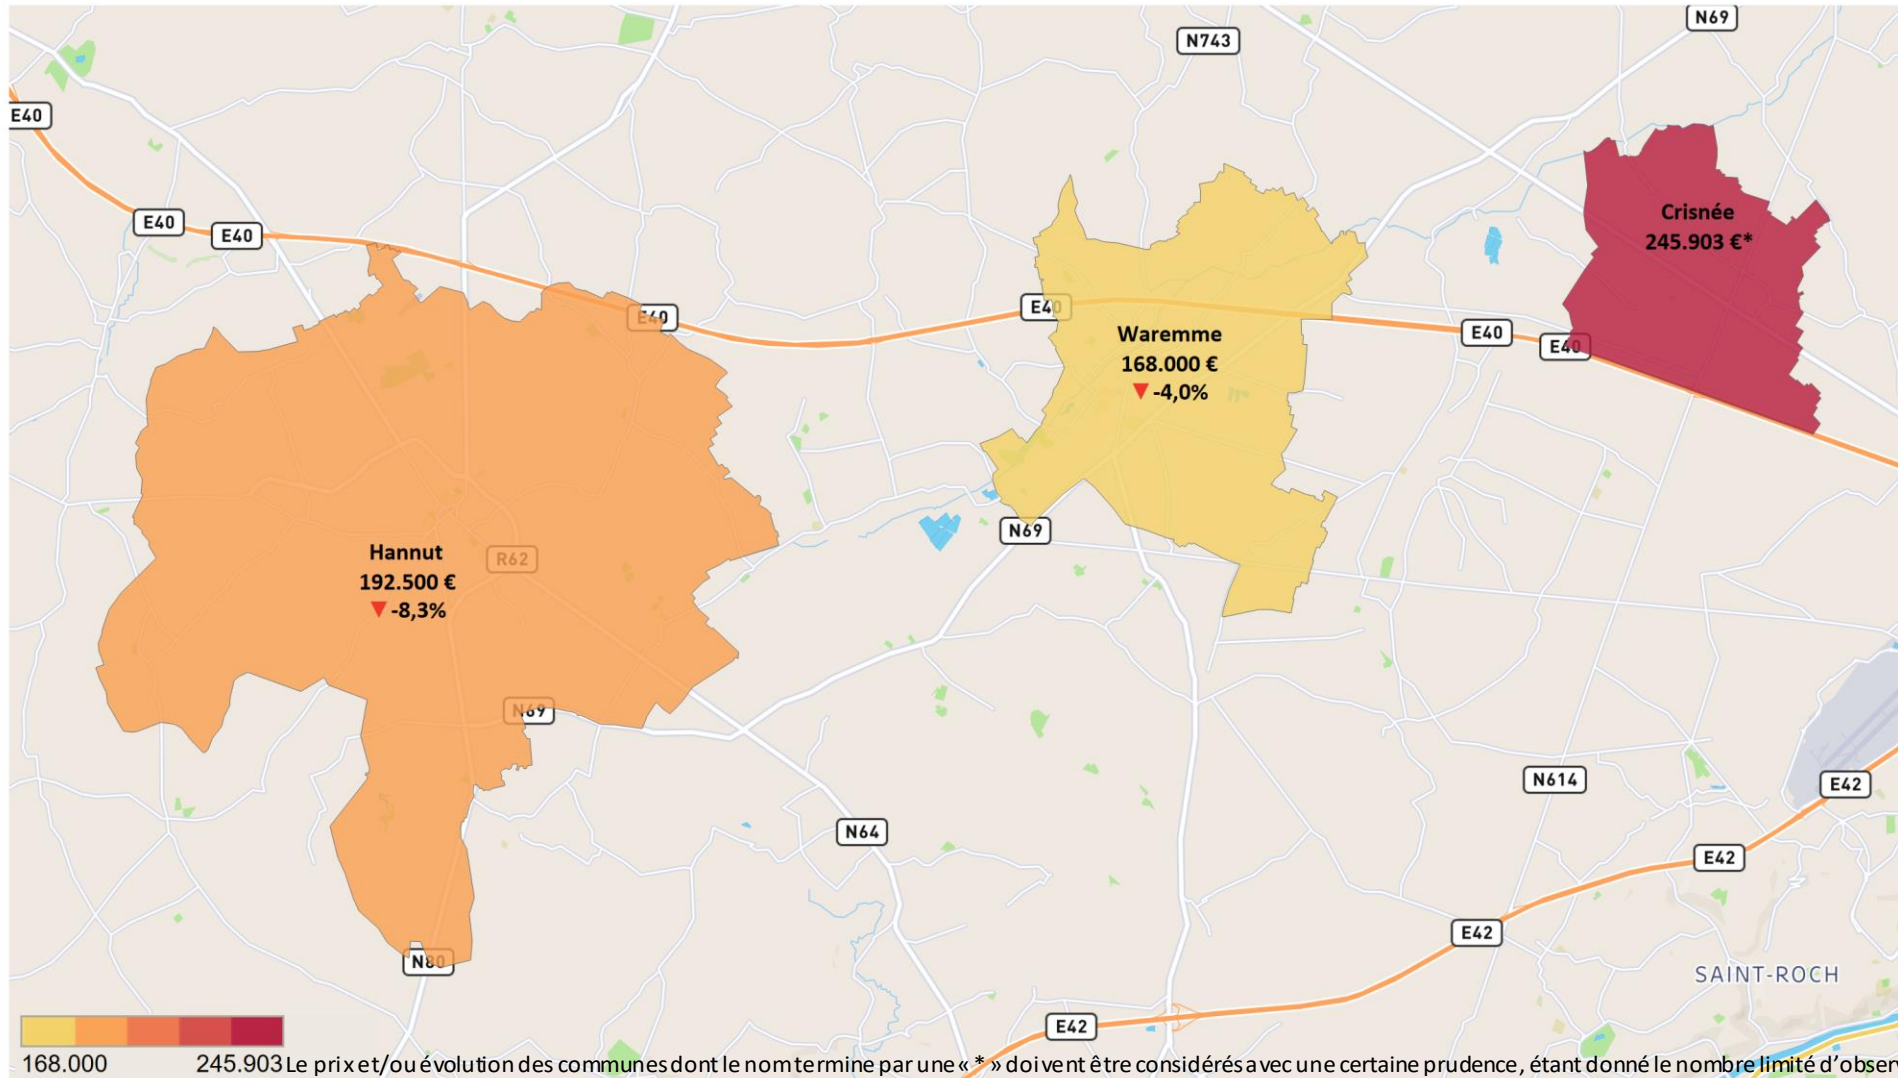 N69
N743
E40
E40
E40
Crisnée
245.903 €*
E40
E40
Waremme
168.000 €
▼ -4,0%
E40
E40
N69
Hannut
192.500 €
▼ -8,3%
R62
N69
N614
E42
N64
E42
E42
N80
SAINT-ROCH
E42
168.000 245.903
Le prix et/ou évolution des communes dont le nom termine par une « * » doivent être considérés avec une certaine prudence, étant donné le nombre limité d'obser